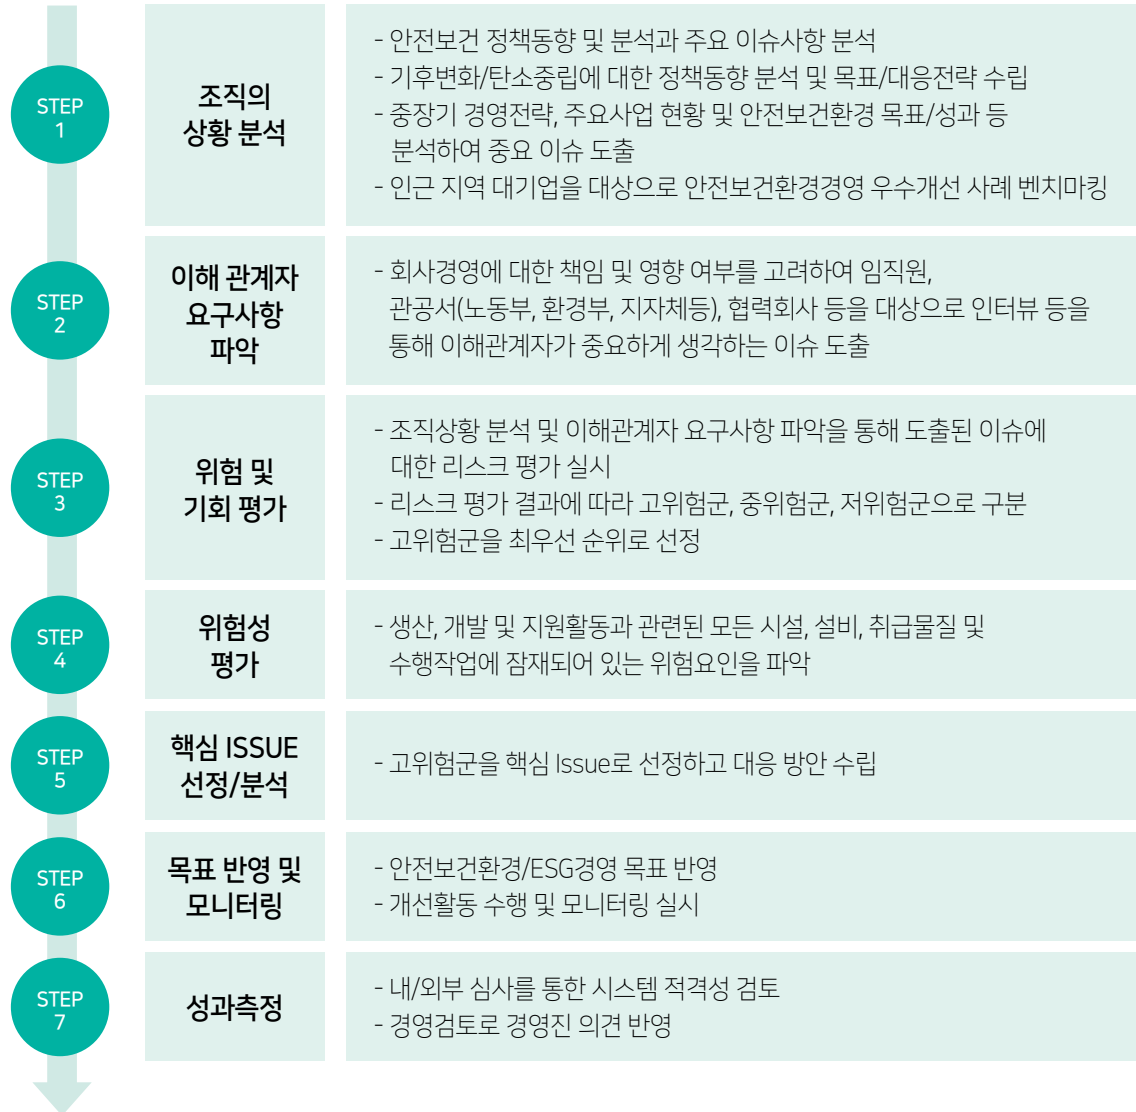 STEP
1
조직의
상황 분석
- 안전보건 정책동향 및 분석과 주요 이슈사항 분석
- 기후변화/탄소중립에 대한 정책동향 분석 및 목표/대응전략 수립
- 중장기 경영전략, 주요사업 현황 및 안전보건환경 목표/성과 등
분석하여 중요 이슈 도출
- 인근 지역 대기업을 대상으로 안전보건환경경영 우수개선 사례 벤치마킹
STEP
2
이해 관계자
요구사항
파악
- 회사경영에 대한 책임 및 영향 여부를 고려하여 임직원,
관공서(노동부, 환경부, 지자체등), 협력회사 등을 대상으로 인터뷰 등을
통해 이해관계자가 중요하게 생각하는 이슈 도출
STEP
3
위험 및
기회 평가
- 조직상황 분석 및 이해관계자 요구사항 파악을 통해 도출된 이슈에
대한 리스크 평가 실시
- 리스크 평가 결과에 따라 고위험군, 중위험군, 저위험군으로 구분
- 고위험군을 최우선 순위로 선정
STEP
4
위험성
평가
- 생산, 개발 및 지원활동과 관련된 모든 시설, 설비, 취급물질 및
수행작업에 잠재되어 있는 위험요인을 파악
STEP
5
핵심 ISSUE
선정/분석
- 고위험군을 핵심 Issue로 선정하고 대응 방안 수립
STEP
6
목표 반영 및
모니터링
- 안전보건환경/ESG경영 목표 반영
- 개선활동 수행 및 모니터링 실시
STEP
7
성과측정
- 내/외부 심사를 통한 시스템 적격성 검토
- 경영검토로 경영진 의견 반영